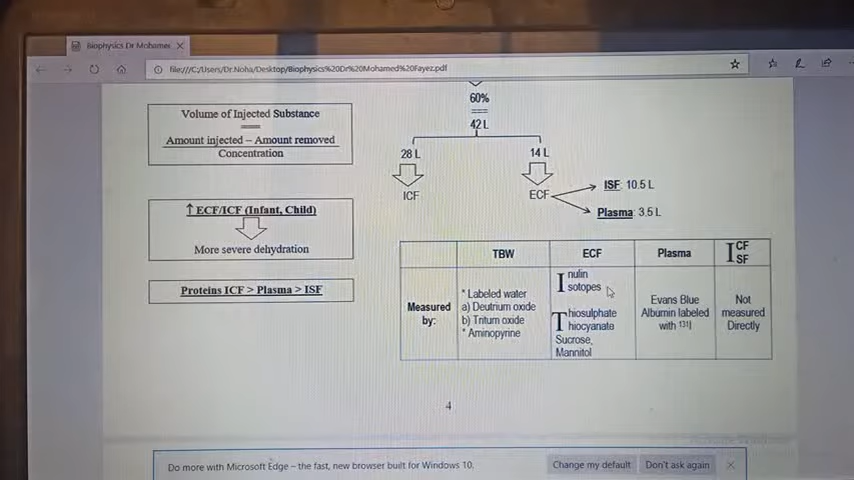 Biophysics Dr Mohamed
file:///C:/Users/Dr.Noha/Desktop/Biophysics%20Dr%20Mohamed%20Fayez.pdf
60%
42 L
28 L
14 L
ICF
ECF
ISF: 10.5 L
Plasma: 3.5 L
Volume of Injected Substance
=
Amount injected – Amount removed
Concentration
↑ ECF/ICF (Infant, Child)
More severe dehydration
Proteins ICF > Plasma > ISF
TBW
ECF
Plasma
ICF
ISF
Measured by:
* Labeled water
a) Deutrium oxide
b) Tritum oxide
* Aminopyrine
Inulin
Isotopes
Thiosulphate
Thiocyanate
Sucrose,
Mannitol
Evans Blue
Albumin labeled
with 131I
Not
measured
Directly
4
Do more with Microsoft Edge – the fast, new browser built for Windows 10.
Change my default
Don't ask again